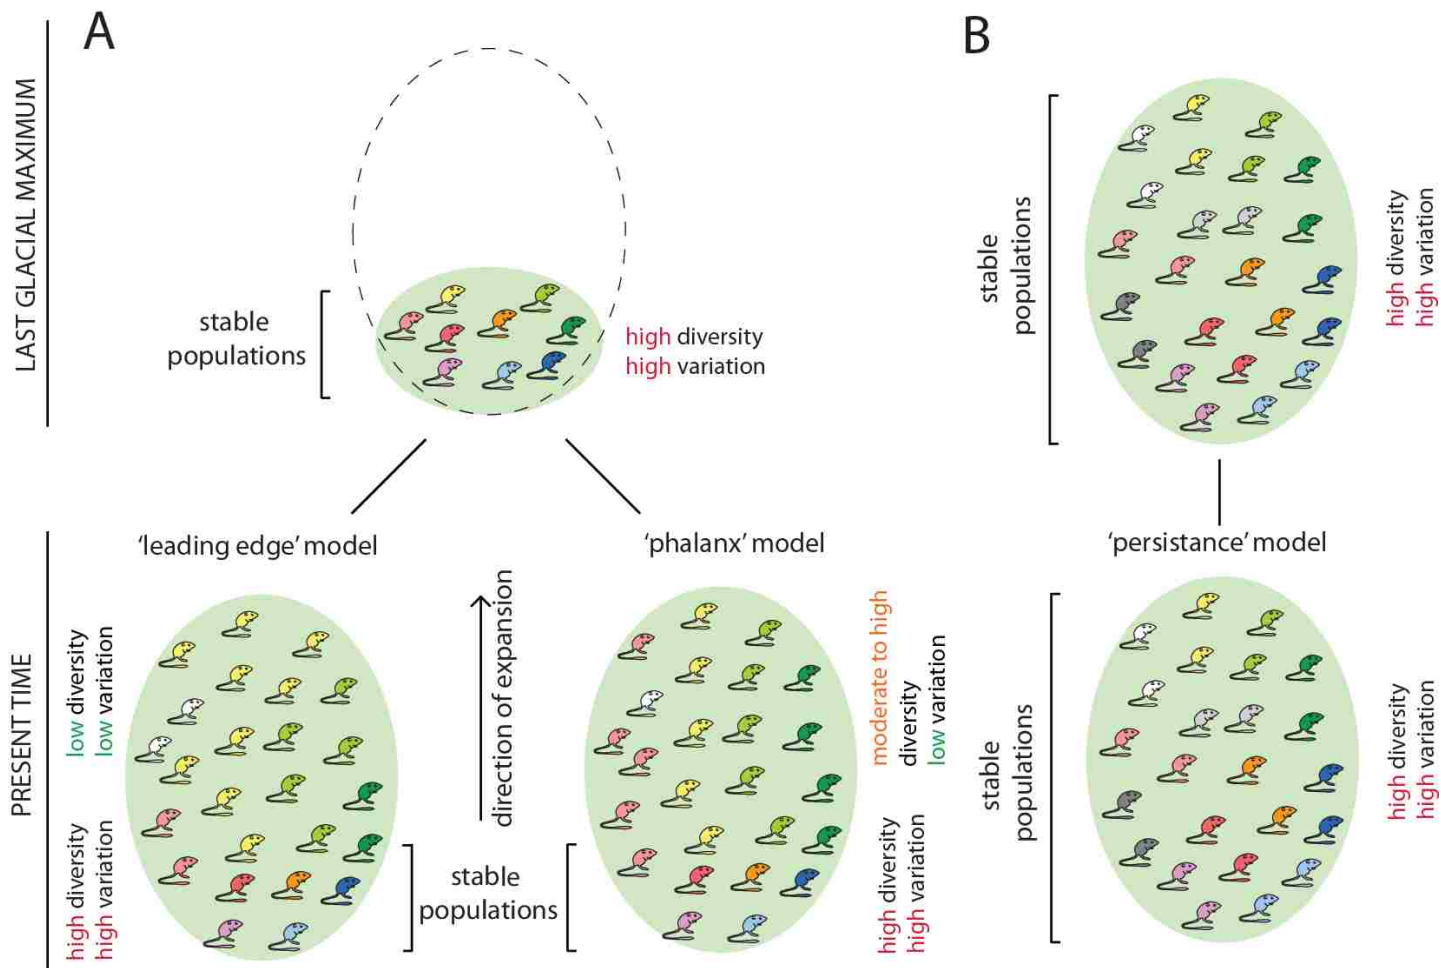 A
B
LAST GLACIAL MAXIMUM
stable
populations
high diversity
high variation
stable
populations
high diversity
high variation
PRESENT TIME
'leading edge' model
'phalanx' model
'persistance' model
low diversity
low variation
high diversity
high variation
direction of expansion
stable
populations
moderate to high
diversity
low variation
high diversity
high variation
stable
populations
high diversity
high variation